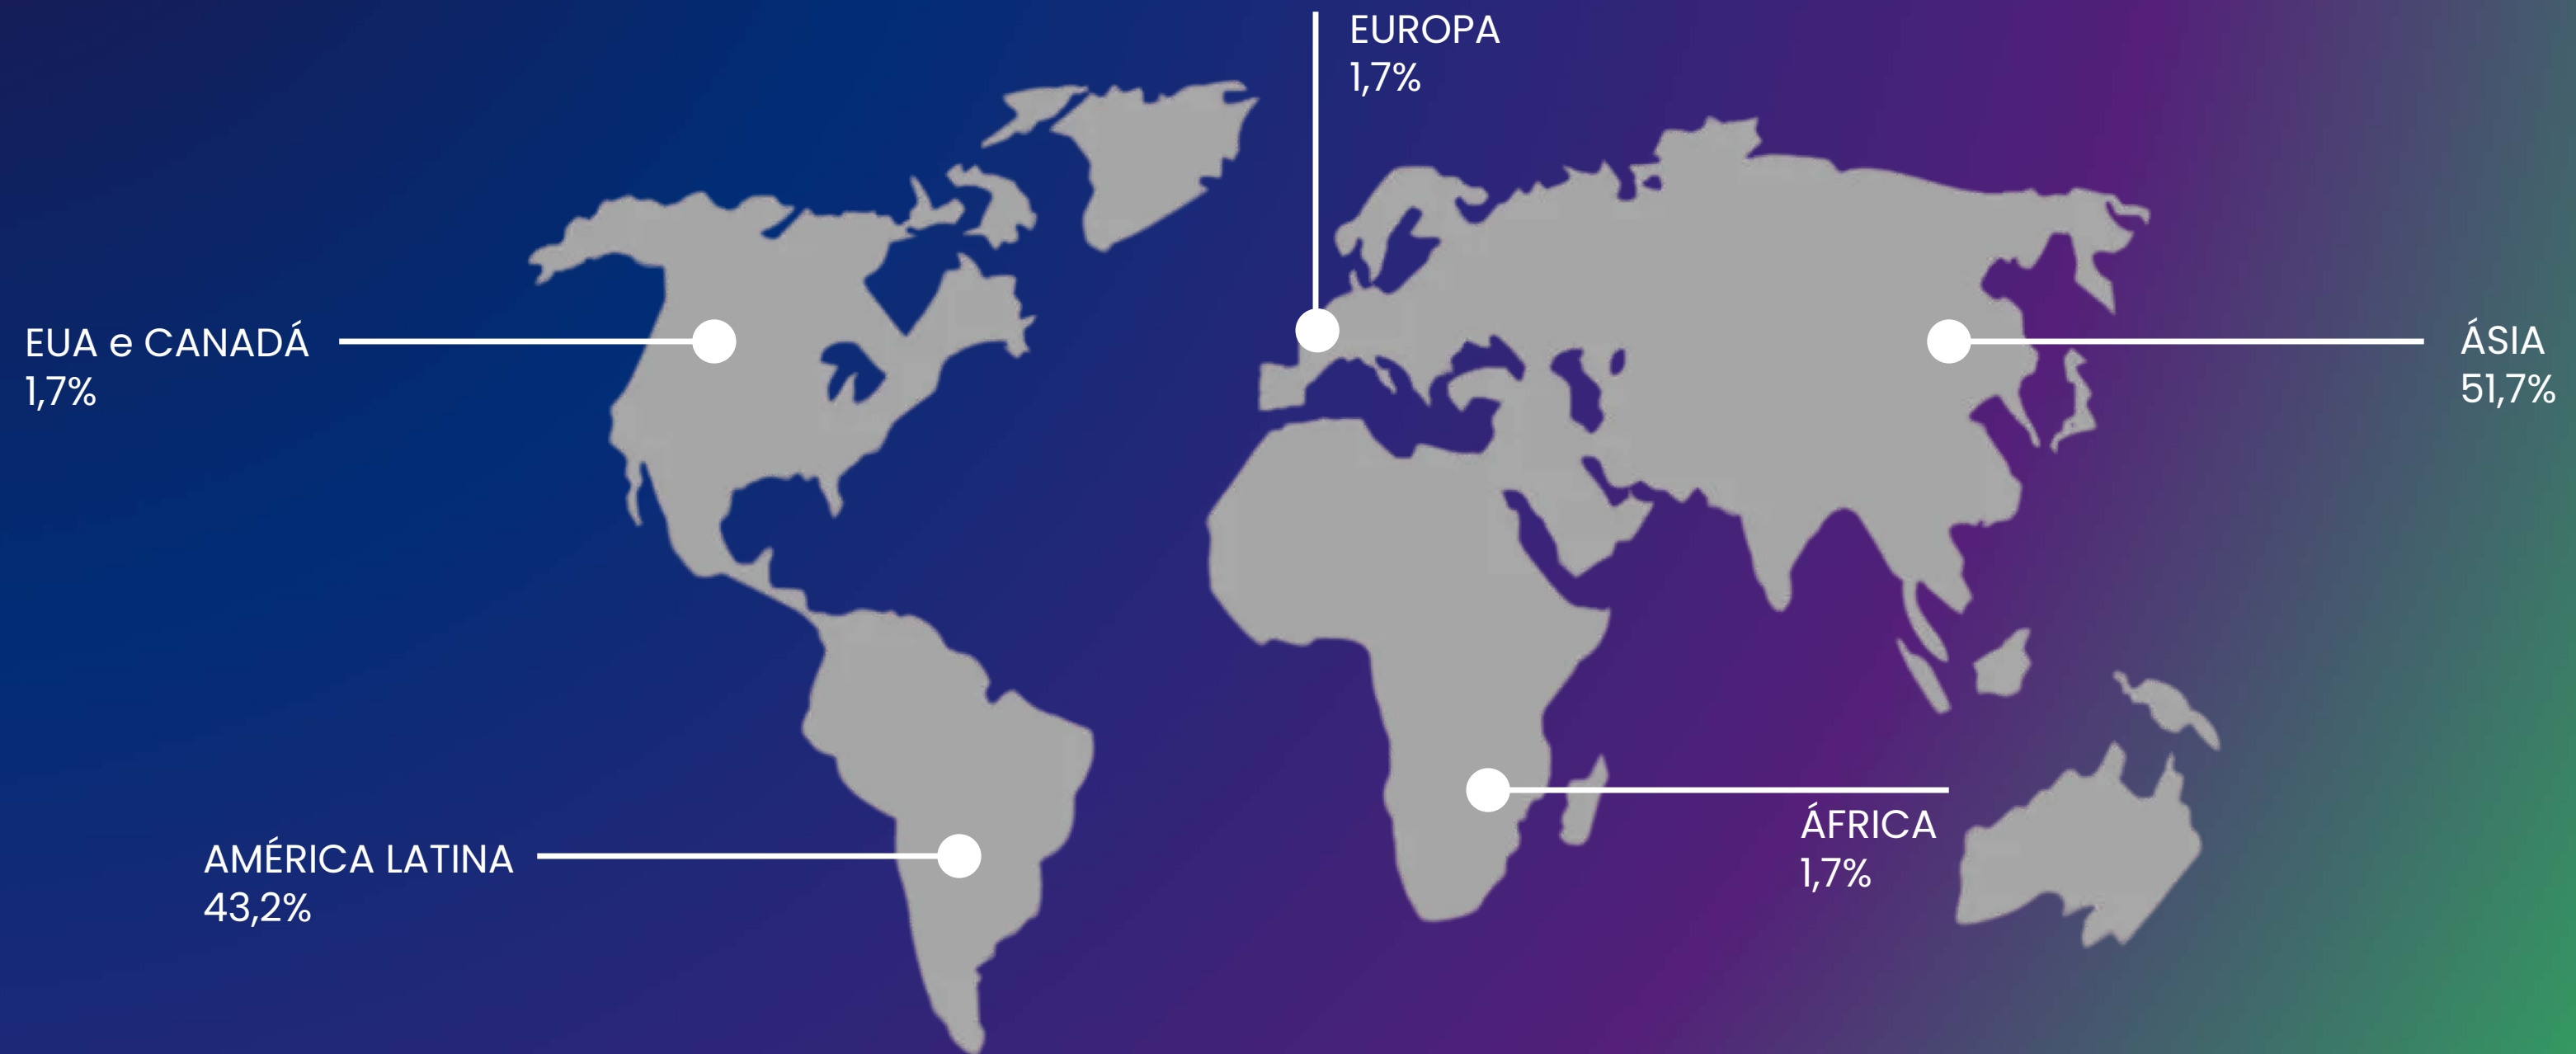 EUROPA
1,7%
EUA e CANADÁ
1,7%
ÁSIA
51,7%
AMÉRICA LATINA
43,2%
ÁFRICA
1,7%